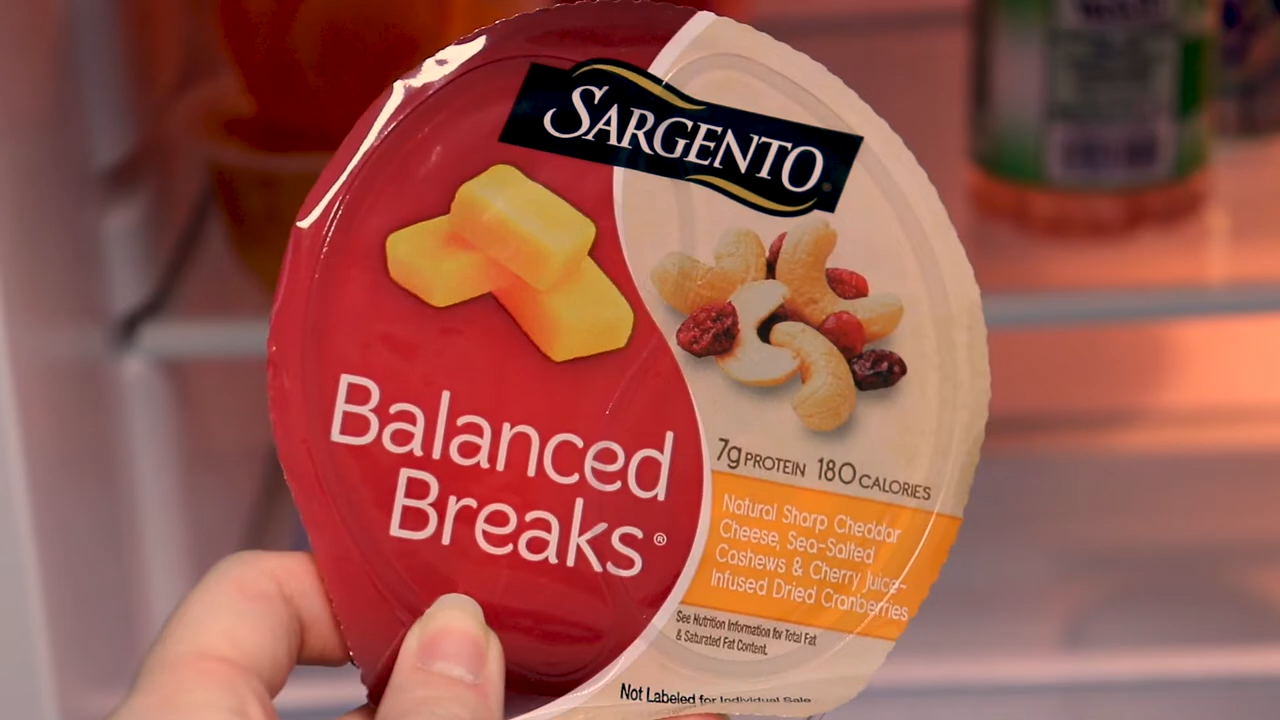 SARGENTO
Balanced
Breaks®
7g PROTEIN 180 CALORIES
Natural Sharp Cheddar
Cheese, Sea-Salted
Cashews & Cherry Juice-
Infused Dried Cranberries
See Nutrition Information for Total Fat
& Saturated Fat Content.
Not Labeled for Individual Sale